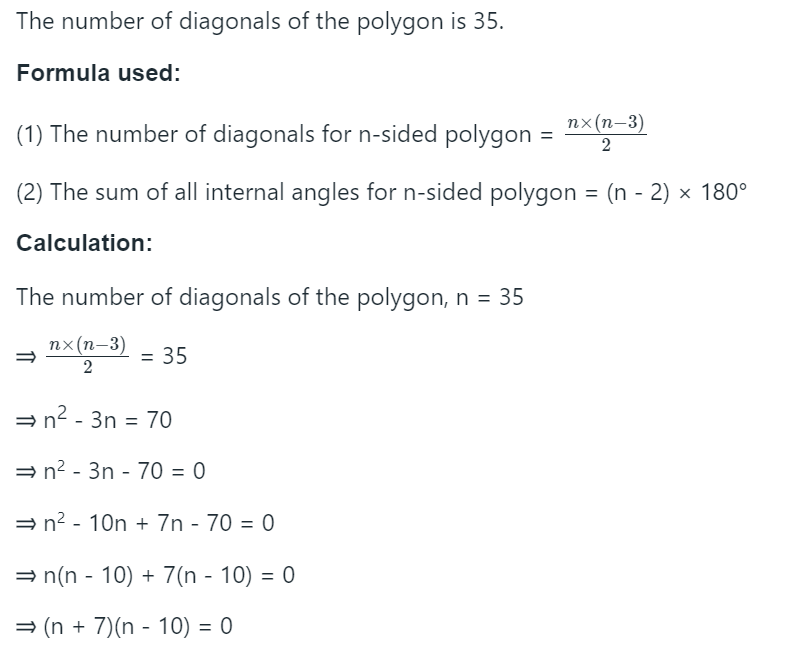 The number of diagonals of the polygon is 35.
Formula used:
(1) The number of diagonals for n-sided polygon = \frac{n×(n−3)}{2}
(2) The sum of all internal angles for n-sided polygon = (n - 2) × 180°
Calculation:
The number of diagonals of the polygon, n = 35
⇒ \frac{n×(n−3)}{2} = 35
⇒ n² - 3n = 70
⇒ n² - 3n - 70 = 0
⇒ n² - 10n + 7n - 70 = 0
⇒ n(n - 10) + 7(n - 10) = 0
⇒ (n + 7)(n - 10) = 0